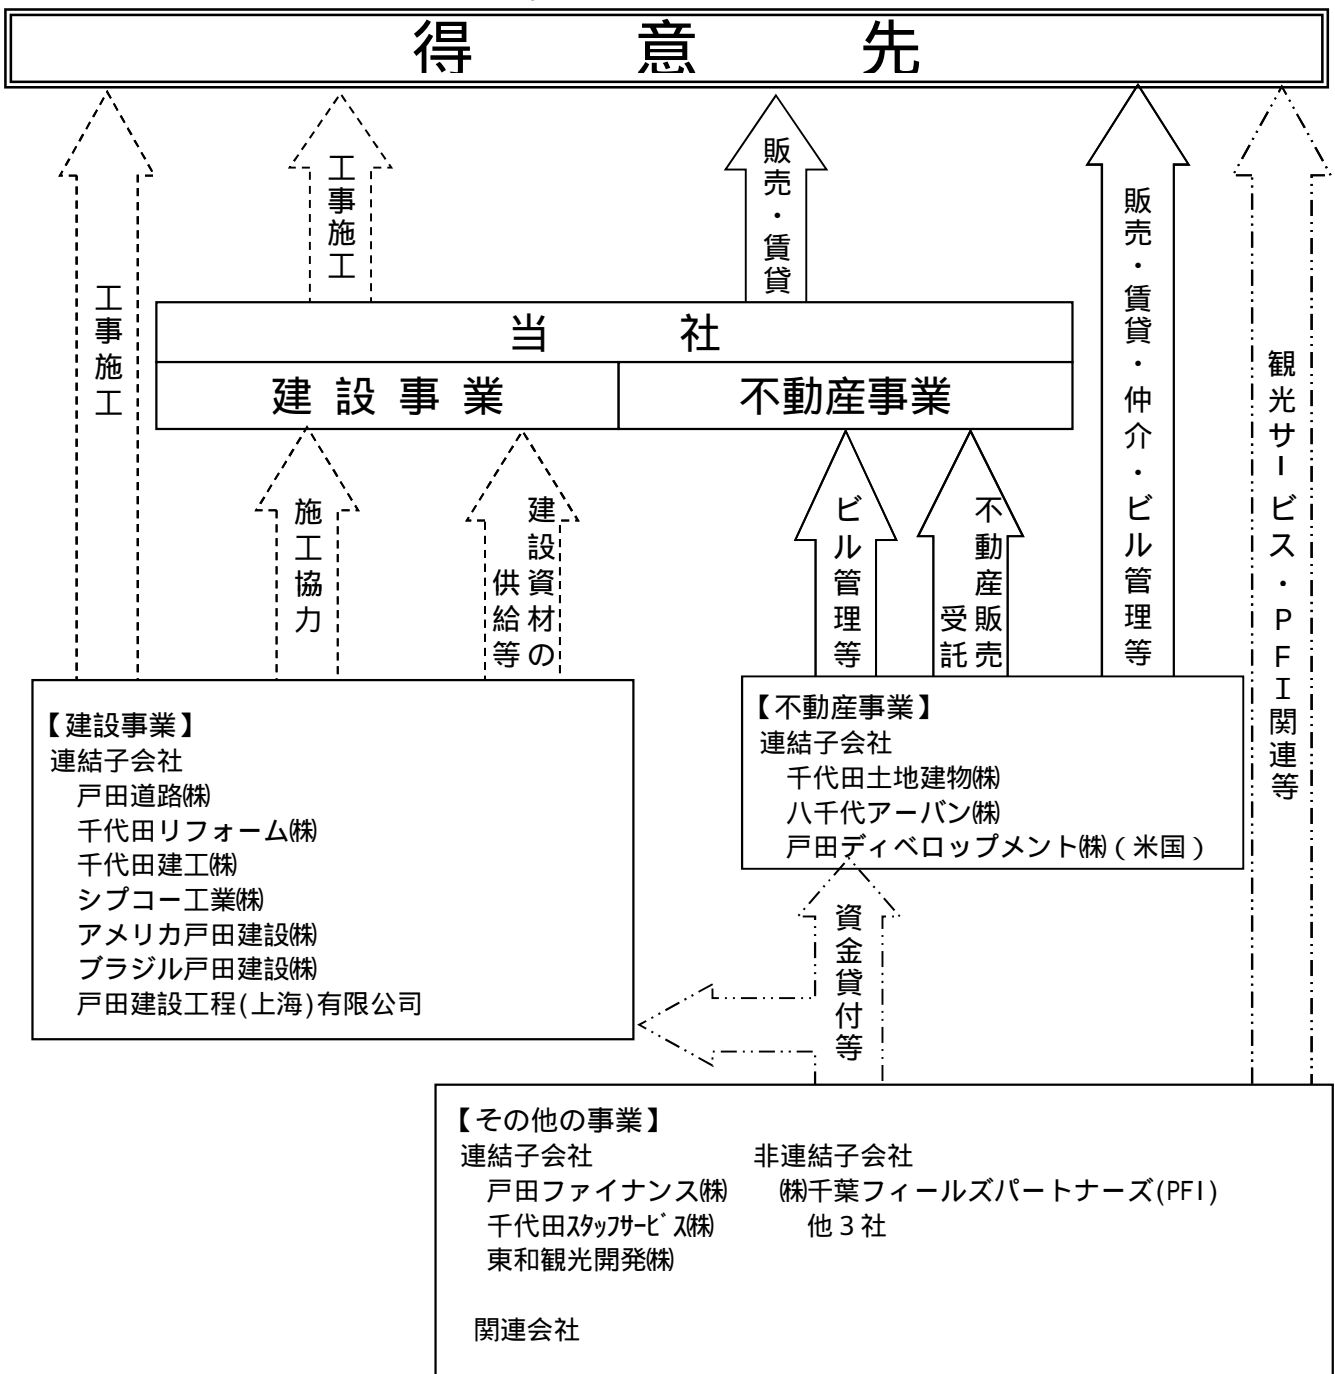 得意先
工事施工
工事施工
販売・賃貸
販売・賃貸・仲介・ビル管理等
観光サービス・PFI関連等
当社
建設事業
不動産事業
施工協力
建設資材の
供給等
ビル管理等
不動産販売
受託
【建設事業】
連結子会社
戸田道路㈱
千代田リフォーム㈱
千代田建工㈱
シプコー工業㈱
アメリカ戸田建設㈱
ブラジル戸田建設㈱
戸田建設工程(上海)有限公司
【不動産事業】
連結子会社
千代田土地建物㈱
八千代アーバン㈱
戸田ディベロップメント㈱(米国)
資金貸付等
【その他の事業】
連結子会社
戸田ファイナンス㈱
千代田ｽﾀｯﾌｻｰﾋﾞｽ㈱
東和観光開発㈱
非連結子会社
㈱千葉フィールズパートナーズ(PFI)
他3社
関連会社